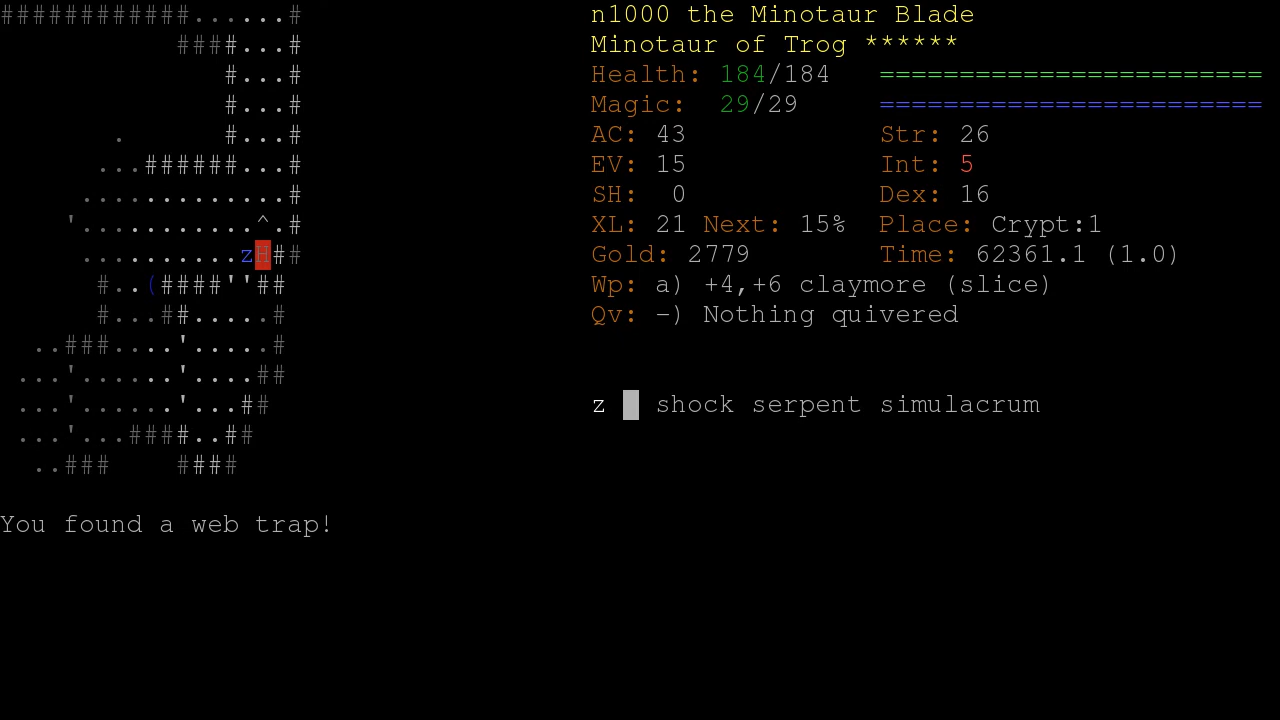 ############......#    n1000 the Minotaur Blade
####...#    Minotaur of Trog ******
#...#    Health: 184/184    ========================
#...#    Magic:  29/29    ========================
.      #...#    AC: 43    Str: 26
...######...#    EV: 15    Int: 5
............#    SH:  0    Dex: 16
'...........^.#    XL: 21 Next: 15%    Place: Crypt:1
..........zH##    Gold: 2779    Time: 62361.1 (1.0)
#..(####''##    Wp: a) +4,+6 claymore (slice)
#...##.....#    Qv: -) Nothing quivered
..###....'.....#
...'......'....##
...'......'...##    z   shock serpent simulacrum
...'...####..##
..###    ####
You found a web trap!